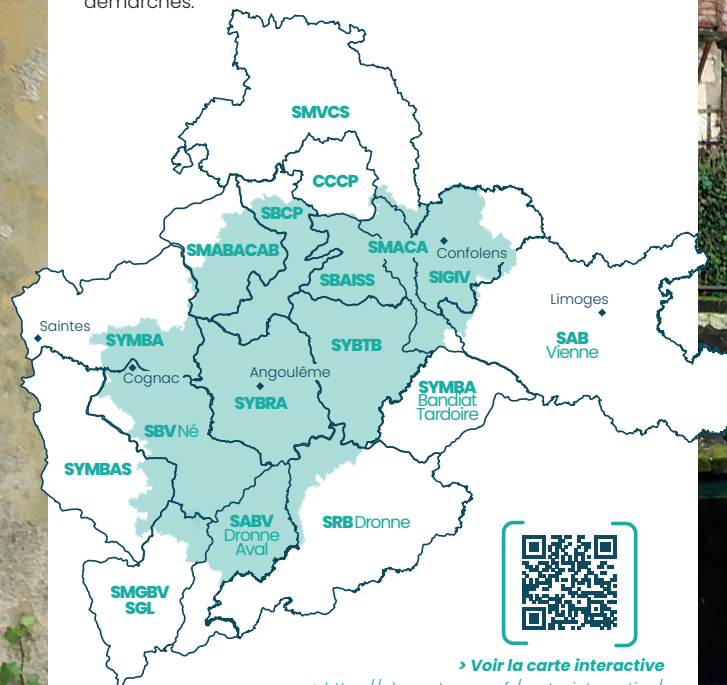 démarches.
SMVCS
CCCP
SBCP
SMABACAB
SMACA
Confolens
SBAISS
SIGIV
Limoges
Saintes
SYMBA
SAB
Vienne
SYBTB
Angoulême
Cognac
SYBRA
SYMBA
Bandiat
Tardoire
SBV Né
SYMBAS
SABV
Dronne
Aval
SRB Dronne
SMGBV
SGL
> Voir la carte interactive